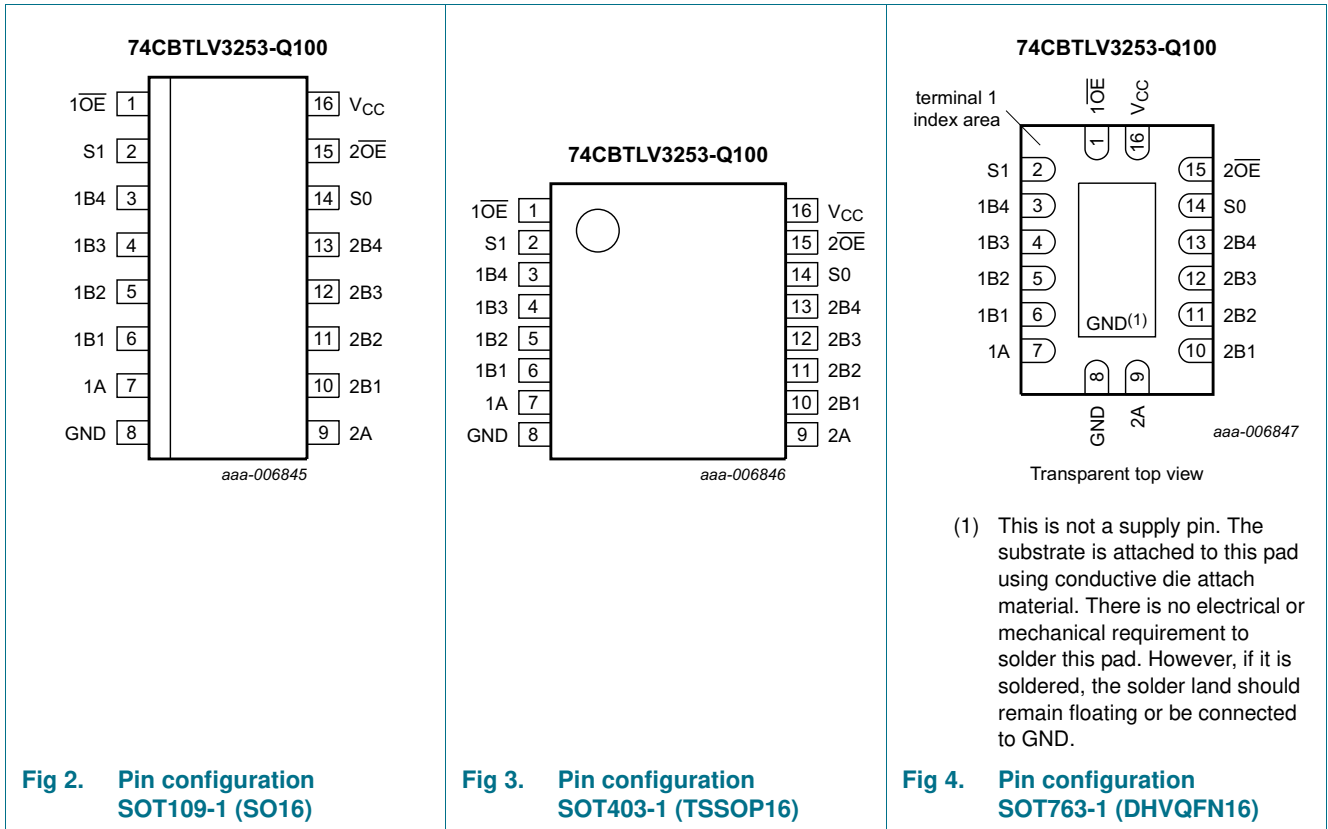 74CBTLV3253-Q100
1O̅E̅ 1
S1 2
1B4 3
1B3 4
1B2 5
1B1 6
1A 7
GND 8
16 VCC
15 2O̅E̅
14 S0
13 2B4
12 2B3
11 2B2
10 2B1
9 2A
aaa-006845
Fig 2. Pin configuration
SOT109-1 (SO16)
74CBTLV3253-Q100
1O̅E̅ 1
S1 2
1B4 3
1B3 4
1B2 5
1B1 6
1A 7
GND 8
16 VCC
15 2O̅E̅
14 S0
13 2B4
12 2B3
11 2B2
10 2B1
9 2A
aaa-006846
Fig 3. Pin configuration
SOT403-1 (TSSOP16)
74CBTLV3253-Q100
terminal 1
index area
1O̅E̅
VCC
1
16
S1 2
1B4 3
1B3 4
1B2 5
1B1 6
1A 7
15 2O̅E̅
14 S0
13 2B4
12 2B3
11 2B2
10 2B1
GND(1)
8
9
GND
2A
aaa-006847
Transparent top view
(1) This is not a supply pin. The
substrate is attached to this pad
using conductive die attach
material. There is no electrical or
mechanical requirement to
solder this pad. However, if it is
soldered, the solder land should
remain floating or be connected
to GND.
Fig 4. Pin configuration
SOT763-1 (DHVQFN16)